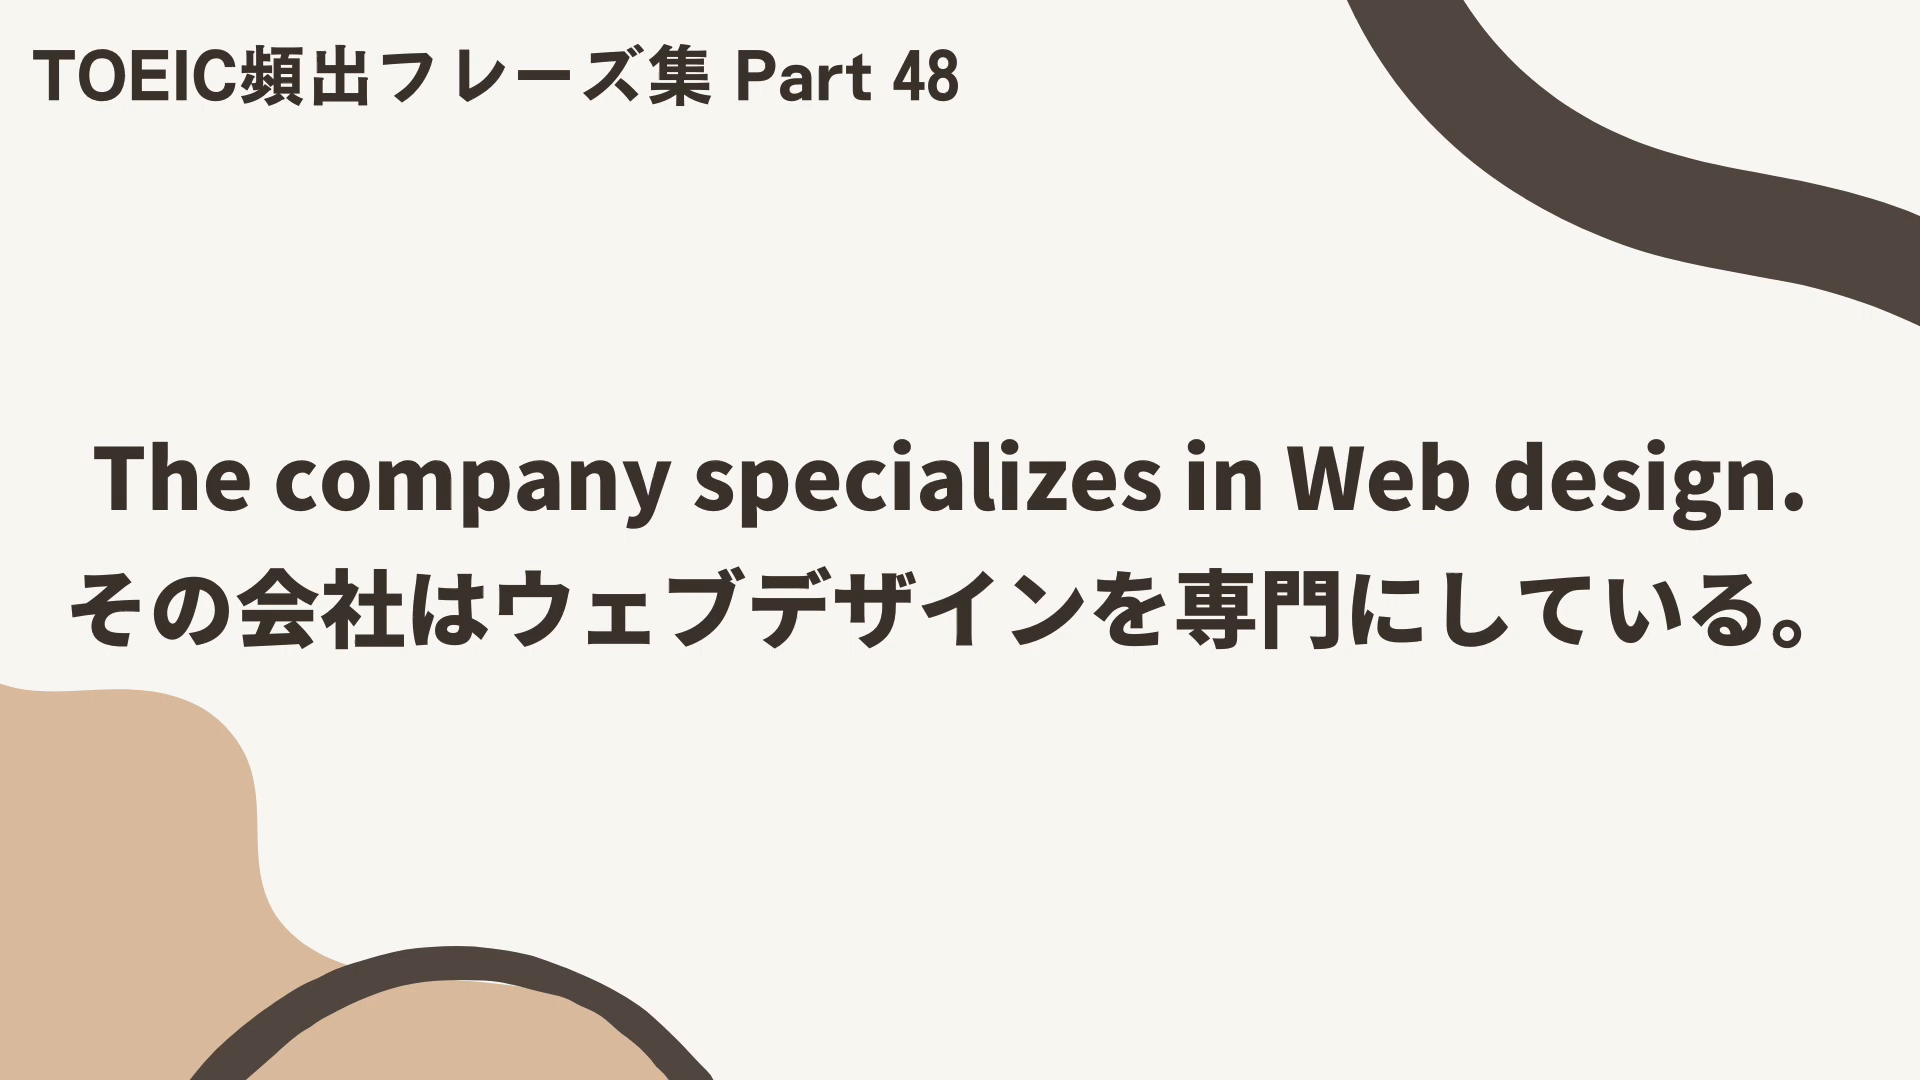 TOEIC頻出フレーズ集 Part 48
The company specializes in Web design.
その会社はウェブデザインを専門にしている。